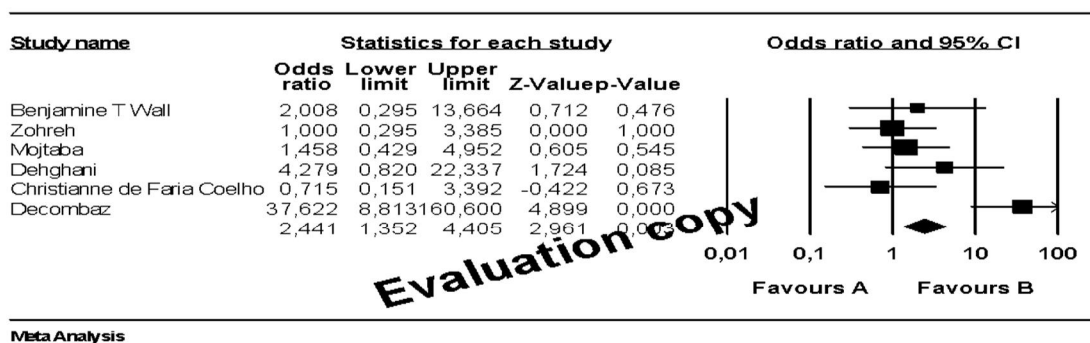 Study name Statistics for each study Odds ratio and 95% CI
Odds Lower Upper
ratio limit limit Z-Value p-Value
Benjamine T Wall 2,008 0,295 13,664 0,712 0,476
Zohreh 1,000 0,295 3,385 0,000 1,000
Mojtaba 1,458 0,429 4,952 0,605 0,545
Dehghani 4,279 0,820 22,337 1,724 0,085
Christianne de Faria Coelho 0,715 0,151 3,392 -0,422 0,673
Decombaz 37,622 8,813 160,600 4,899 0,000
2,441 1,352 4,405 2,961 0,003
0,01 0,1 1 10 100
Favours A Favours B
Evaluation copy
Meta Analysis